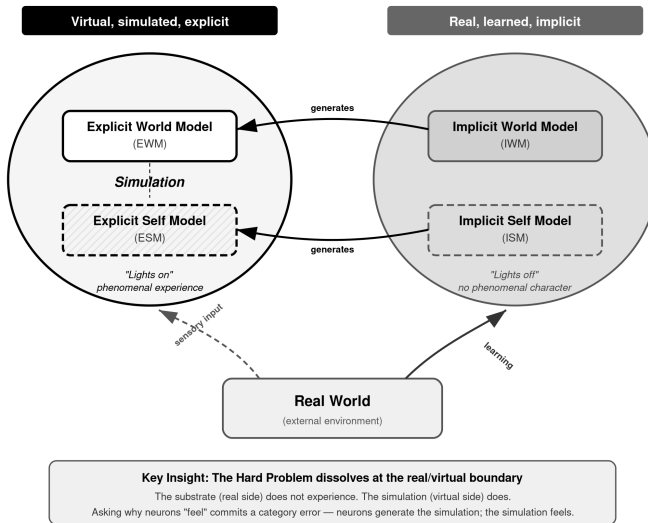 Virtual, simulated, explicit
Real, learned, implicit
generates
Explicit World Model
(EWM)
Implicit World Model
(IWM)
Simulation
Explicit Self Model
(ESM)
Implicit Self Model
(ISM)
generates
"Lights on"
phenomenal experience
"Lights off"
no phenomenal character
sensory input
learning
Real World
(external environment)
Key Insight: The Hard Problem dissolves at the real/virtual boundary
The substrate (real side) does not experience. The simulation (virtual side) does.
Asking why neurons "feel" commits a category error — neurons generate the simulation; the simulation feels.